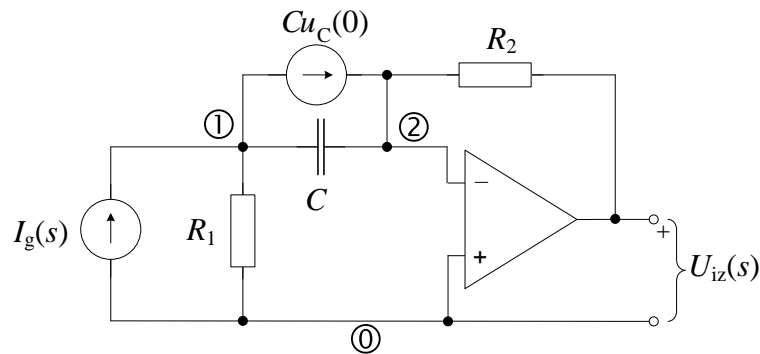 Cu_C(0)
R_2
①
②
C
I_g(s)
R_1
−
+
+
U_iz(s)
⓪